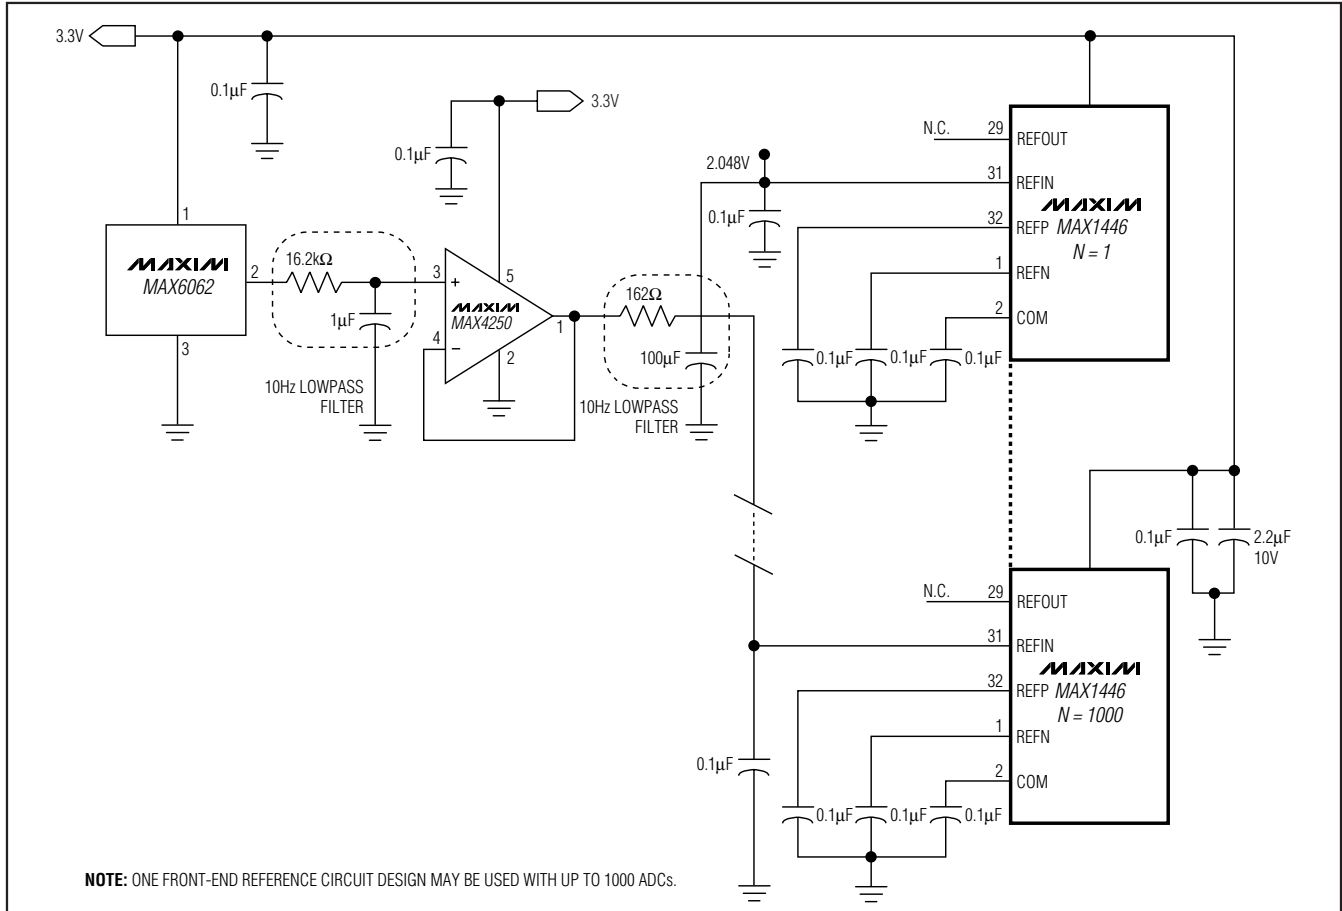 3.3V
0.1µF
3.3V
0.1µF
N.C.
29
REFOUT
2.048V
31
REFIN
0.1µF
32
REFP
MAXIM
MAX1446
N = 1
1
REFN
2
COM
0.1µF
0.1µF
0.1µF
1
MAXIM
MAX6062
2
3
16.2kΩ
1µF
10Hz LOWPASS
FILTER
3
+
5
MAXIM
MAX4250
4
−
2
1
162Ω
100µF
10Hz LOWPASS
FILTER
0.1µF
2.2µF
10V
N.C.
29
REFOUT
31
REFIN
MAXIM
32
REFP
MAX1446
N = 1000
1
REFN
2
COM
0.1µF
0.1µF
0.1µF
0.1µF
NOTE: ONE FRONT-END REFERENCE CIRCUIT DESIGN MAY BE USED WITH UP TO 1000 ADCs.